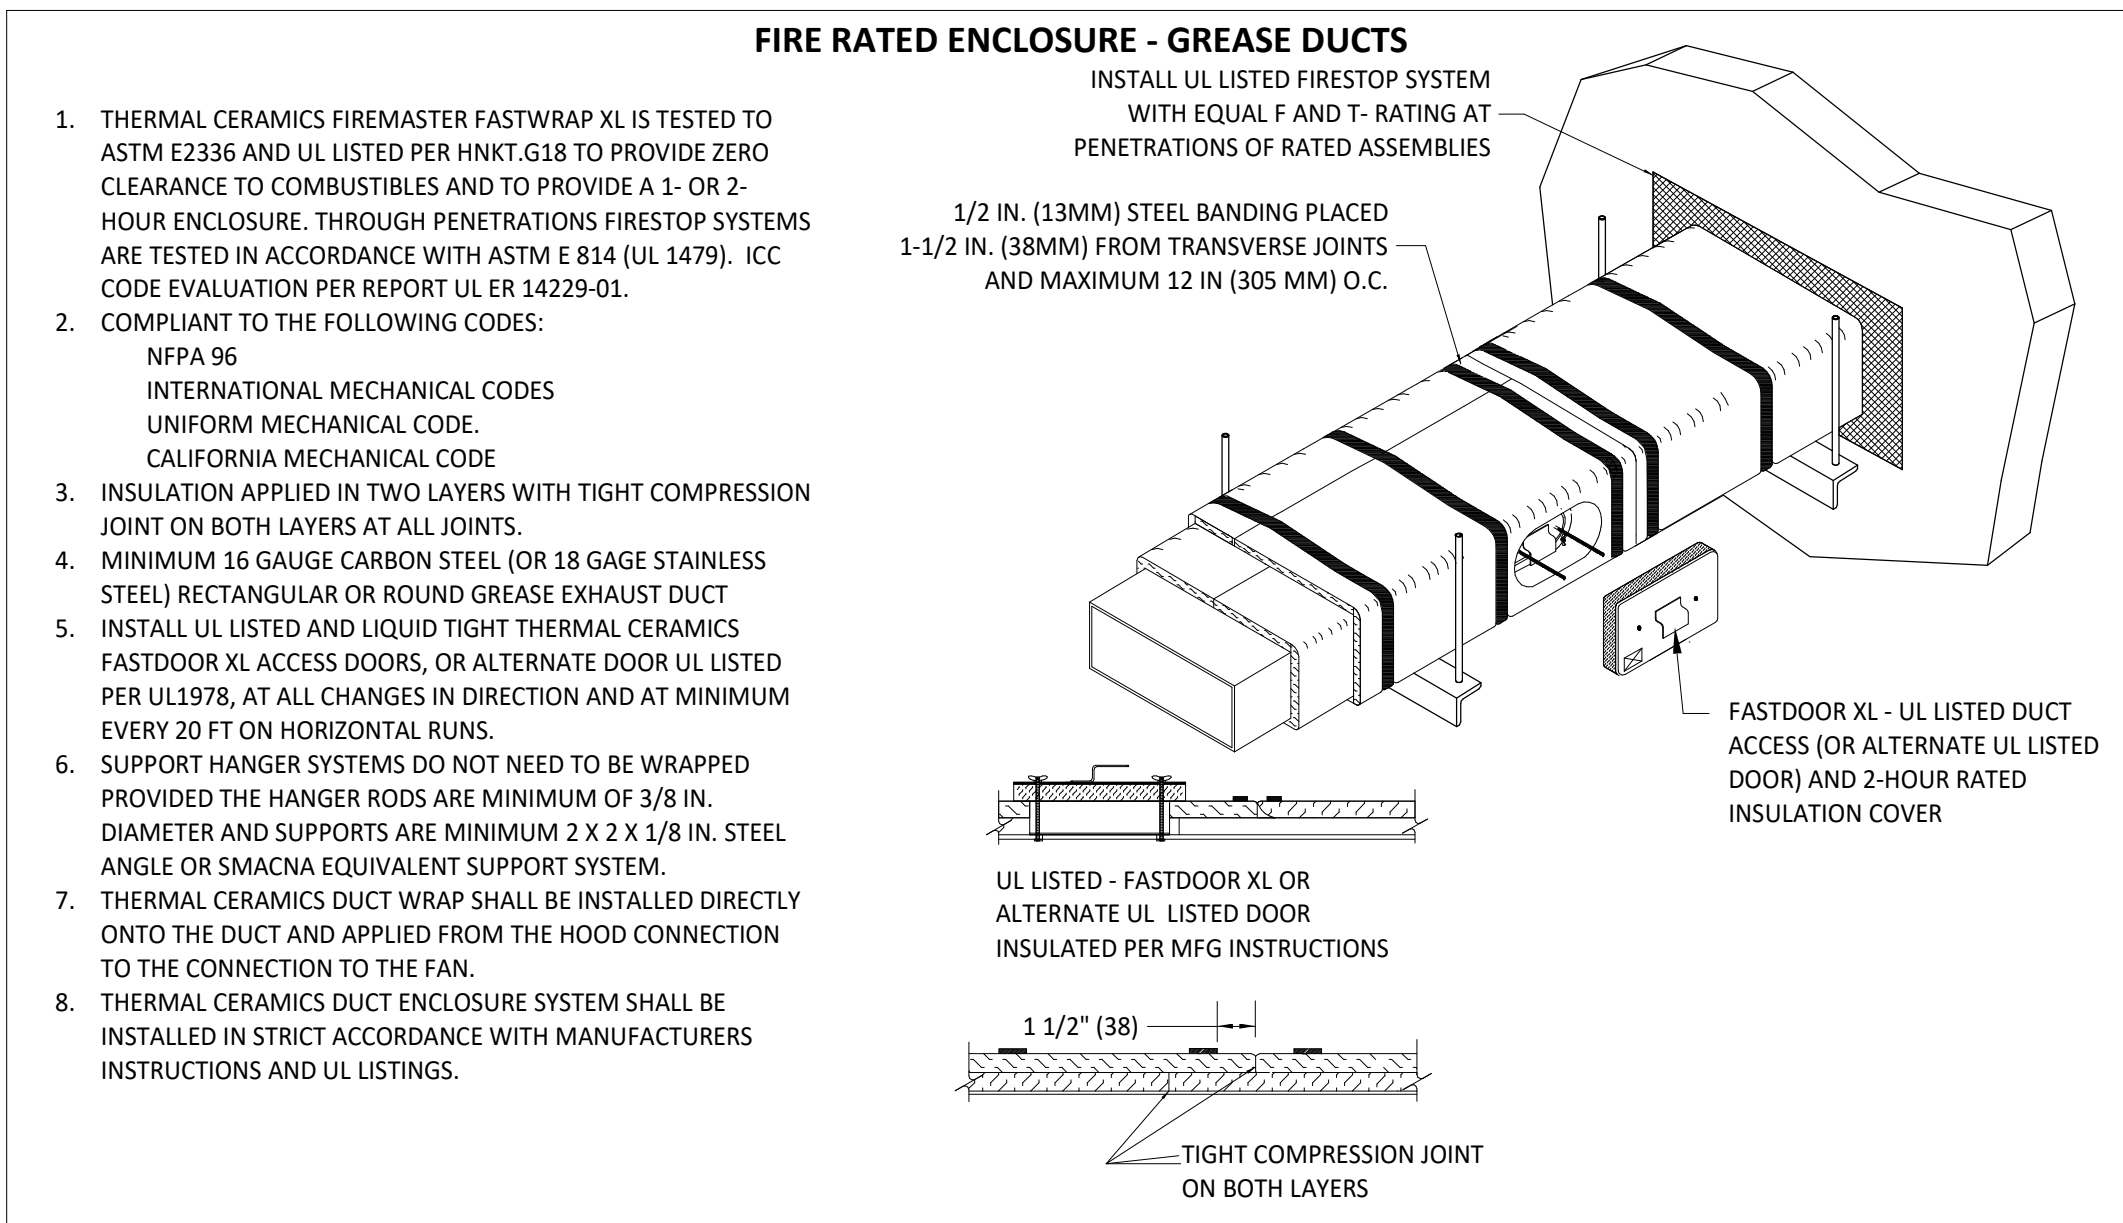 FIRE RATED ENCLOSURE - GREASE DUCTS
1. THERMAL CERAMICS FIREMASTER FASTWRAP XL IS TESTED TO
ASTM E2336 AND UL LISTED PER HNKT.G18 TO PROVIDE ZERO
CLEARANCE TO COMBUSTIBLES AND TO PROVIDE A 1- OR 2-
HOUR ENCLOSURE. THROUGH PENETRATIONS FIRESTOP SYSTEMS
ARE TESTED IN ACCORDANCE WITH ASTM E 814 (UL 1479). ICC
CODE EVALUATION PER REPORT UL ER 14229-01.
2. COMPLIANT TO THE FOLLOWING CODES:
NFPA 96
INTERNATIONAL MECHANICAL CODES
UNIFORM MECHANICAL CODE.
CALIFORNIA MECHANICAL CODE
3. INSULATION APPLIED IN TWO LAYERS WITH TIGHT COMPRESSION
JOINT ON BOTH LAYERS AT ALL JOINTS.
4. MINIMUM 16 GAUGE CARBON STEEL (OR 18 GAGE STAINLESS
STEEL) RECTANGULAR OR ROUND GREASE EXHAUST DUCT
5. INSTALL UL LISTED AND LIQUID TIGHT THERMAL CERAMICS
FASTDOOR XL ACCESS DOORS, OR ALTERNATE DOOR UL LISTED
PER UL1978, AT ALL CHANGES IN DIRECTION AND AT MINIMUM
EVERY 20 FT ON HORIZONTAL RUNS.
6. SUPPORT HANGER SYSTEMS DO NOT NEED TO BE WRAPPED
PROVIDED THE HANGER RODS ARE MINIMUM OF 3/8 IN.
DIAMETER AND SUPPORTS ARE MINIMUM 2 X 2 X 1/8 IN. STEEL
ANGLE OR SMACNA EQUIVALENT SUPPORT SYSTEM.
7. THERMAL CERAMICS DUCT WRAP SHALL BE INSTALLED DIRECTLY
ONTO THE DUCT AND APPLIED FROM THE HOOD CONNECTION
TO THE CONNECTION TO THE FAN.
8. THERMAL CERAMICS DUCT ENCLOSURE SYSTEM SHALL BE
INSTALLED IN STRICT ACCORDANCE WITH MANUFACTURERS
INSTRUCTIONS AND UL LISTINGS.
INSTALL UL LISTED FIRESTOP SYSTEM
WITH EQUAL F AND T- RATING AT
PENETRATIONS OF RATED ASSEMBLIES
1/2 IN. (13MM) STEEL BANDING PLACED
1-1/2 IN. (38MM) FROM TRANSVERSE JOINTS
AND MAXIMUM 12 IN (305 MM) O.C.
FASTDOOR XL - UL LISTED DUCT
ACCESS (OR ALTERNATE UL LISTED
DOOR) AND 2-HOUR RATED
INSULATION COVER
UL LISTED - FASTDOOR XL OR
ALTERNATE UL LISTED DOOR
INSULATED PER MFG INSTRUCTIONS
1 1/2" (38)
TIGHT COMPRESSION JOINT
ON BOTH LAYERS